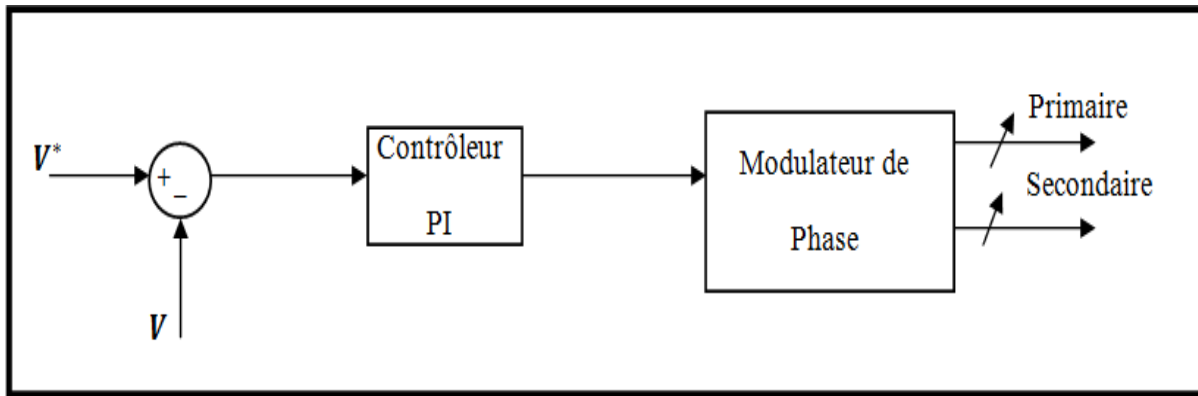 V*
+
−
V
Contrôleur
PI
Modulateur de
Phase
Primaire
Secondaire